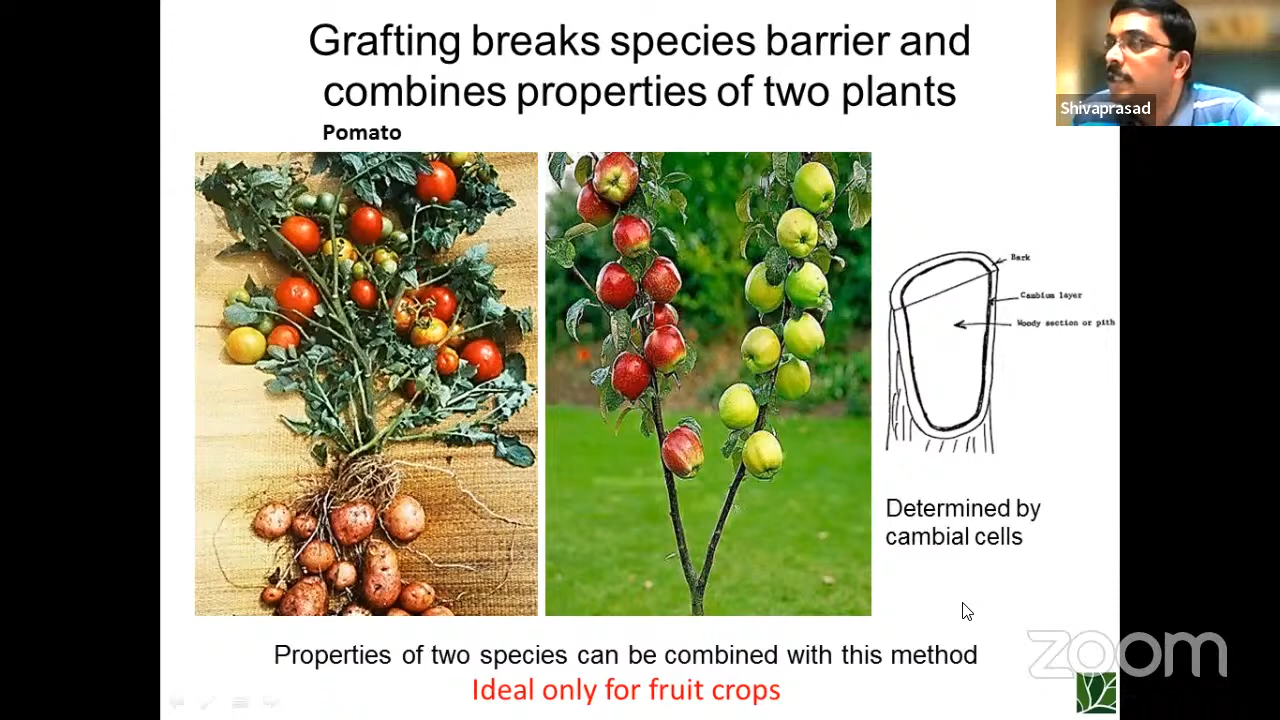 Grafting breaks species barrier and
combines properties of two plants
Shivaprasad
Pomato
Bark
Cambium layer
Woody section or pith
Determined by
cambial cells
zoom
Properties of two species can be combined with this method
Ideal only for fruit crops